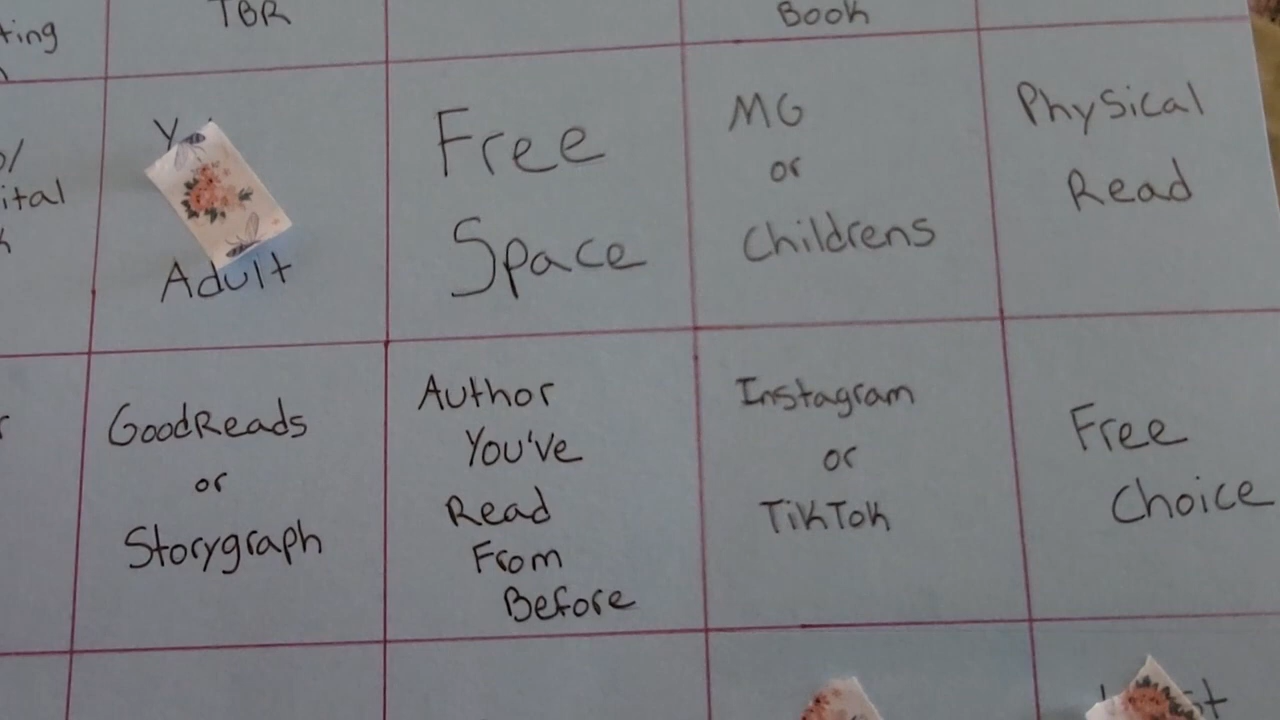 TBR
Book
Adult
Free
Space
MG
or
Childrens
Physical
Read
GoodReads
or
Storygraph
Author
You've
Read
From
Before
Instagram
or
TikTok
Free
Choice